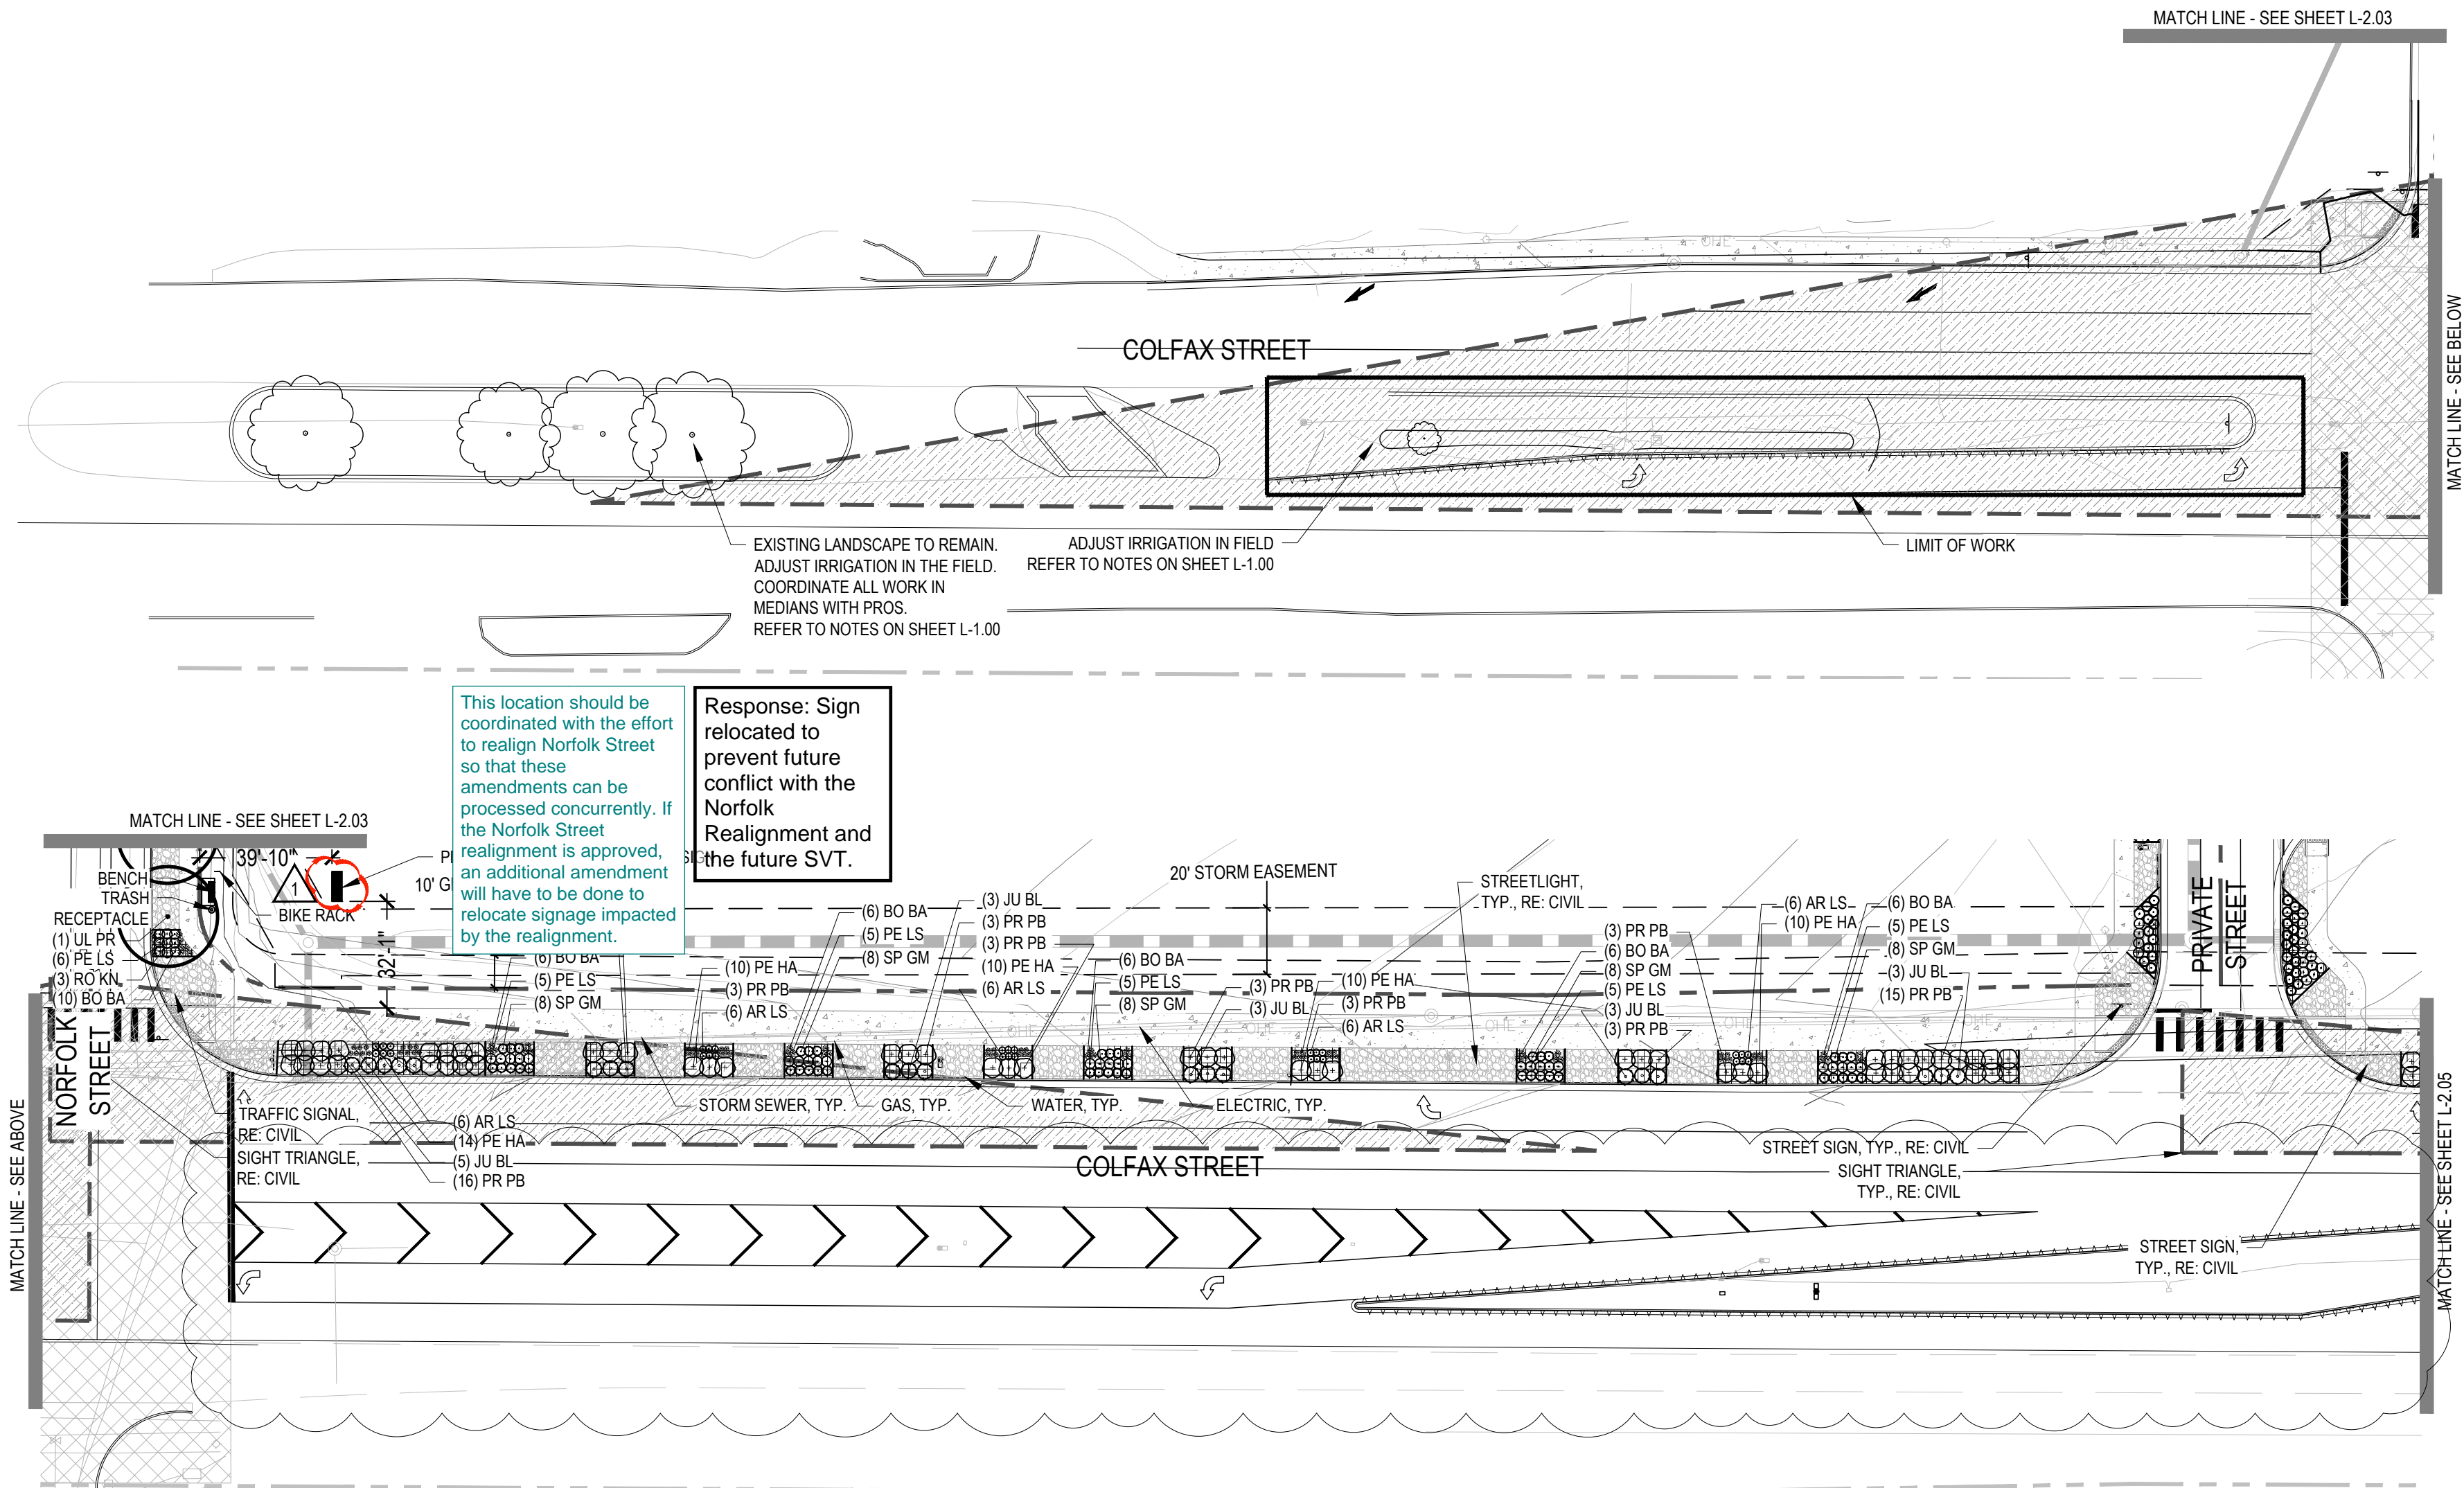 MATCH LINE - SEE SHEET L-2.03
COLFAX STREET
MATCH LINE - SEE BELOW
EXISTING LANDSCAPE TO REMAIN.
ADJUST IRRIGATION IN THE FIELD.
COORDINATE ALL WORK IN
MEDIANS WITH PROS.
REFER TO NOTES ON SHEET L-1.00
ADJUST IRRIGATION IN FIELD
REFER TO NOTES ON SHEET L-1.00
LIMIT OF WORK
OHE
This location should be
coordinated with the effort
to realign Norfolk Street
so that these
amendments can be
processed concurrently. If
the Norfolk Street
realignment is approved,
an additional amendment
will have to be done to
relocate signage impacted
by the realignment.
Response: Sign
relocated to
prevent future
conflict with the
Norfolk
Realignment and
the future SVT.
MATCH LINE - SEE SHEET L-2.03
39'-10"
1
10'
32'-1"
BENCH
TRASH
RECEPTACLE
BIKE RACK
(1) UL PR
(6) PE LS
(3) RO KN
(10) BO BA
NORFOLK
STREET
(6) BO BA
(5) PE LS
(8) SP GM
(10) PE HA
(3) PR PB
(6) AR LS
(6) BO BA
(5) PE LS
(8) SP GM
(3) JU BL
(3) PR PB
(3) PR PB
(10) PE HA
(6) AR LS
(6) BO BA
(5) PE LS
(8) SP GM
20' STORM EASEMENT
(3) PR PB
(3) JU BL
(10) PE HA
(3) PR PB
(6) AR LS
STREETLIGHT,
TYP., RE: CIVIL
(3) PR PB
(6) BO BA
(8) SP GM
(5) PE LS
(3) JU BL
(3) PR PB
(6) AR LS
(10) PE HA
(6) BO BA
(5) PE LS
(8) SP GM
(3) JU BL
(15) PR PB
PRIVATE
STREET
OHE
OHE
OHE
OHE
TRAFFIC SIGNAL,
RE: CIVIL
SIGHT TRIANGLE,
RE: CIVIL
(6) AR LS
(14) PE HA
(5) JU BL
(16) PR PB
STORM SEWER, TYP.
GAS, TYP.
WATER, TYP.
ELECTRIC, TYP.
COLFAX STREET
STREET SIGN, TYP., RE: CIVIL
SIGHT TRIANGLE,
TYP., RE: CIVIL
STREET SIGN,
TYP., RE: CIVIL
MATCH LINE - SEE ABOVE
MATCH LINE - SEE SHEET L-2.05